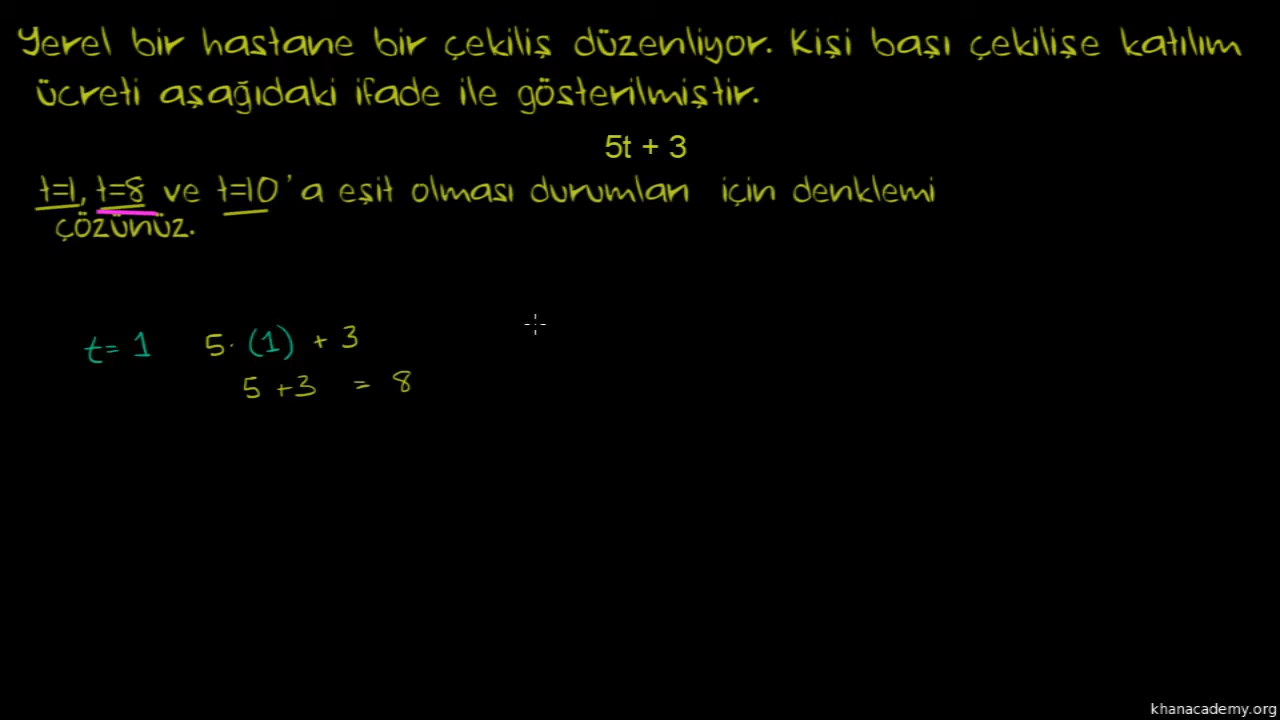 Yerel bir hastane bir çekiliş düzenliyor. Kişi başı çekilişe katılım
ücreti aşağıdaki ifade ile gösterilmiştir.
5t + 3
t=1, t=8 ve t=10'a eşit olması durumları için denklemi
çözünüz.
t= 1 5·(1) + 3
5 +3 = 8
khanacademy.org